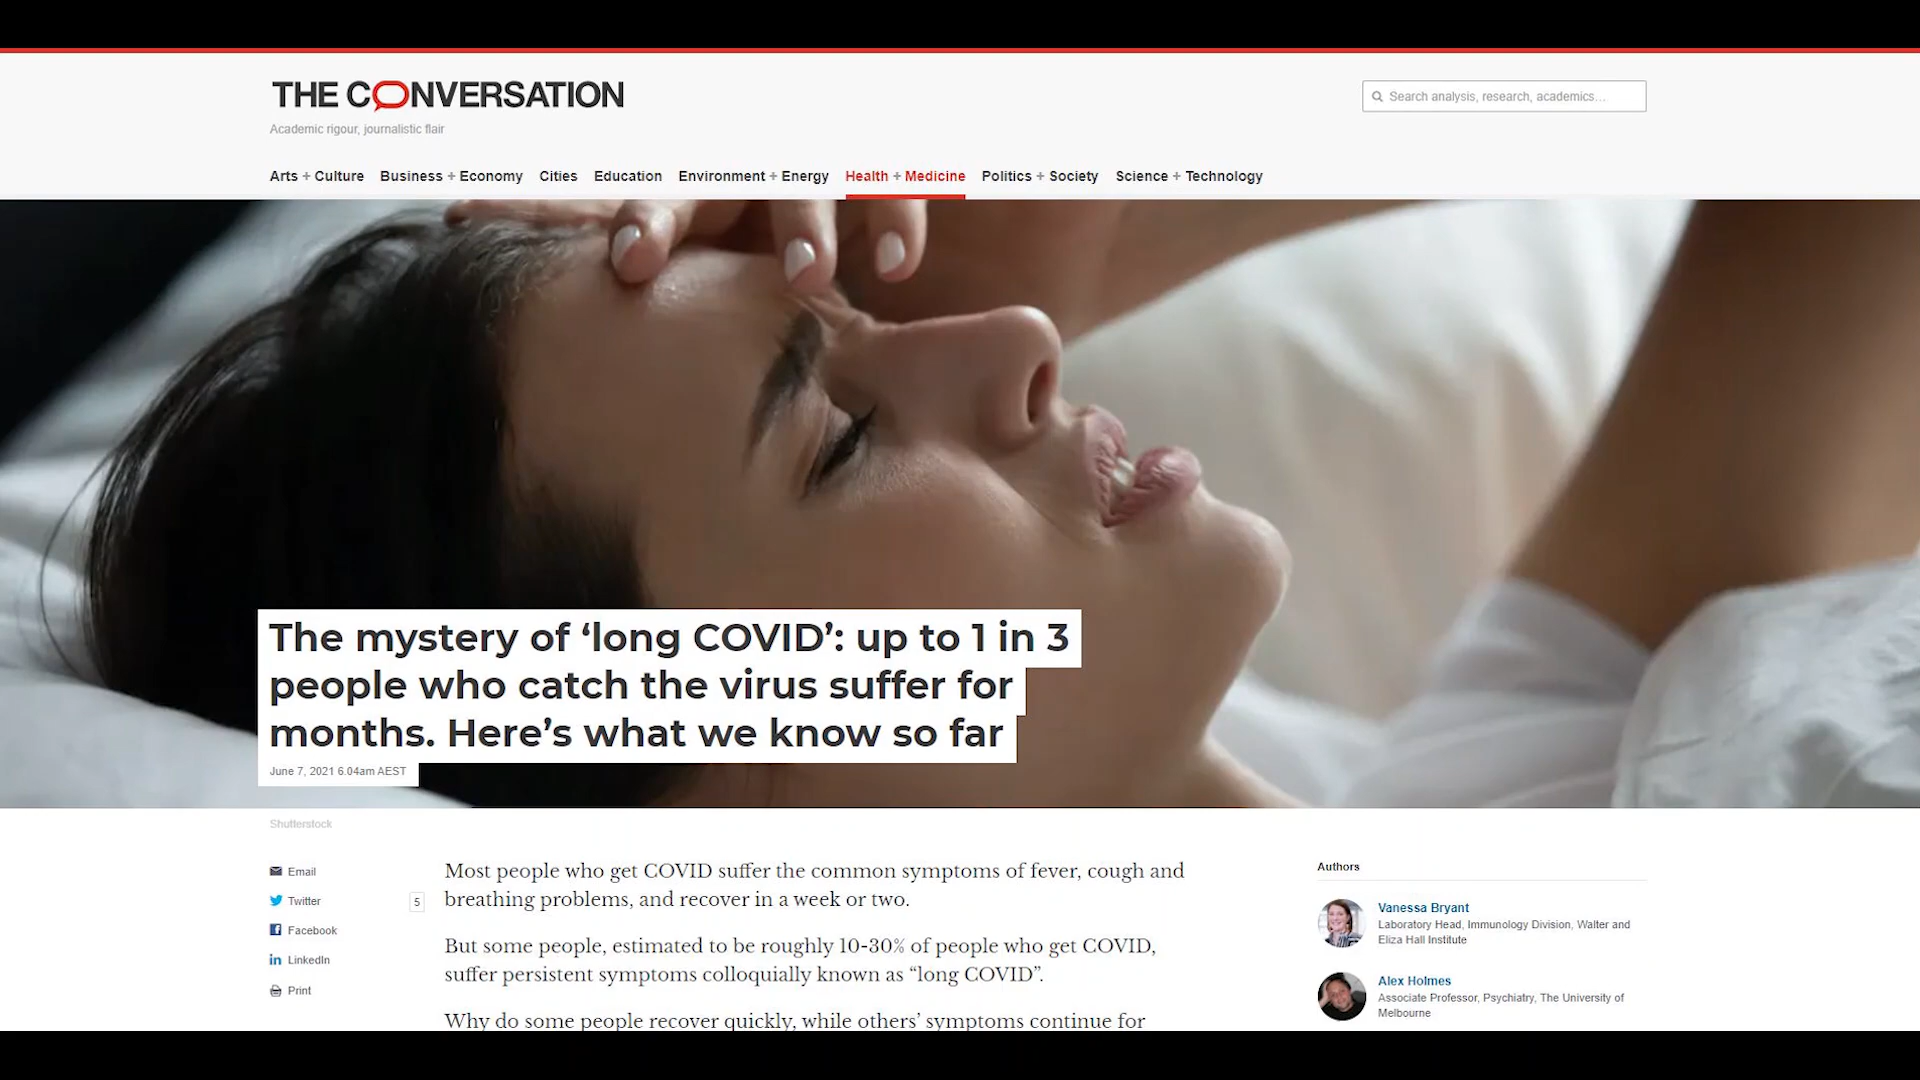 THE CONVERSATION
Academic rigour, journalistic flair
Search analysis, research, academics…
Arts + Culture Business + Economy Cities Education Environment + Energy Health + Medicine Politics + Society Science + Technology
The mystery of ‘long COVID’: up to 1 in 3
people who catch the virus suffer for
months. Here’s what we know so far
June 7, 2021 6.04am AEST
Shutterstock
Email
Twitter
Facebook
LinkedIn
Print
5
Most people who get COVID suffer the common symptoms of fever, cough and
breathing problems, and recover in a week or two.
But some people, estimated to be roughly 10-30% of people who get COVID,
suffer persistent symptoms colloquially known as “long COVID”.
Why do some people recover quickly, while others’ symptoms continue for
Authors
Vanessa Bryant
Laboratory Head, Immunology Division, Walter and
Eliza Hall Institute
Alex Holmes
Associate Professor, Psychiatry, The University of
Melbourne